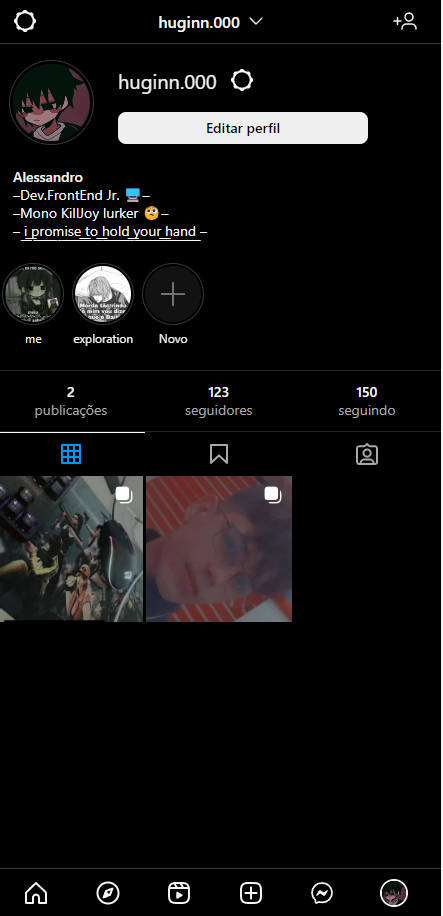 huginn.000
huginn.000
Editar perfil
Alessandro
–Dev.FrontEnd Jr. 🖥️–
–Mono KillJoy lurker 🧐–
– i promise to hold your hand –
me
exploration
Novo
2
publicações
123
seguidores
150
seguindo